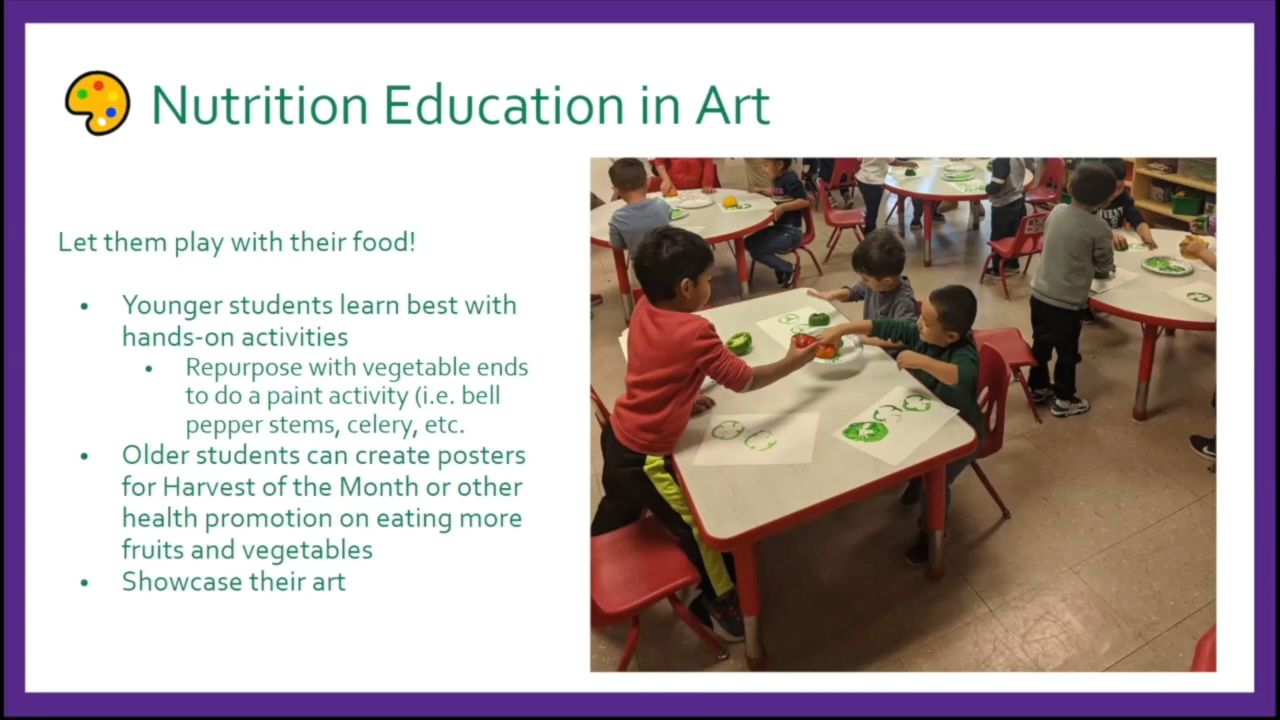 Nutrition Education in Art
Let them play with their food!
• Younger students learn best with
hands-on activities
• Repurpose with vegetable ends
to do a paint activity (i.e. bell
pepper stems, celery, etc.
• Older students can create posters
for Harvest of the Month or other
health promotion on eating more
fruits and vegetables
• Showcase their art